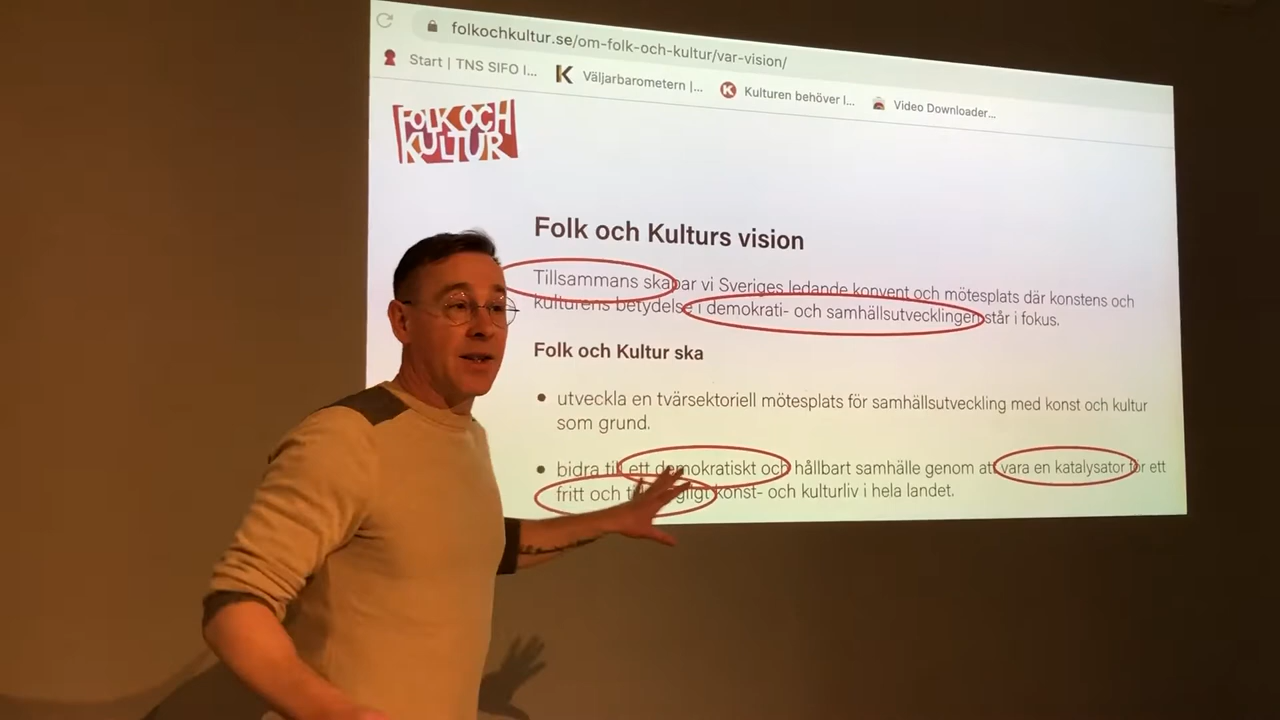 folkochkultur.se/om-folk-och-kultur/var-vision/
Start | TNS SIFO I... Väljarbarometern |... Kulturen behöver l... Video Downloader...
FOLK OCH
KULTUR
Folk och Kulturs vision
Tillsammans skapar vi Sveriges ledande konvent och mötesplats där konstens och
kulturens betydelse i demokrati- och samhällsutvecklingen står i fokus.
Folk och Kultur ska
• utveckla en tvärsektoriell mötesplats för samhällsutveckling med konst och kultur
som grund.
• bidra till ett demokratiskt och hållbart samhälle genom att vara en katalysator för ett
fritt och konst- och kulturliv i hela landet.